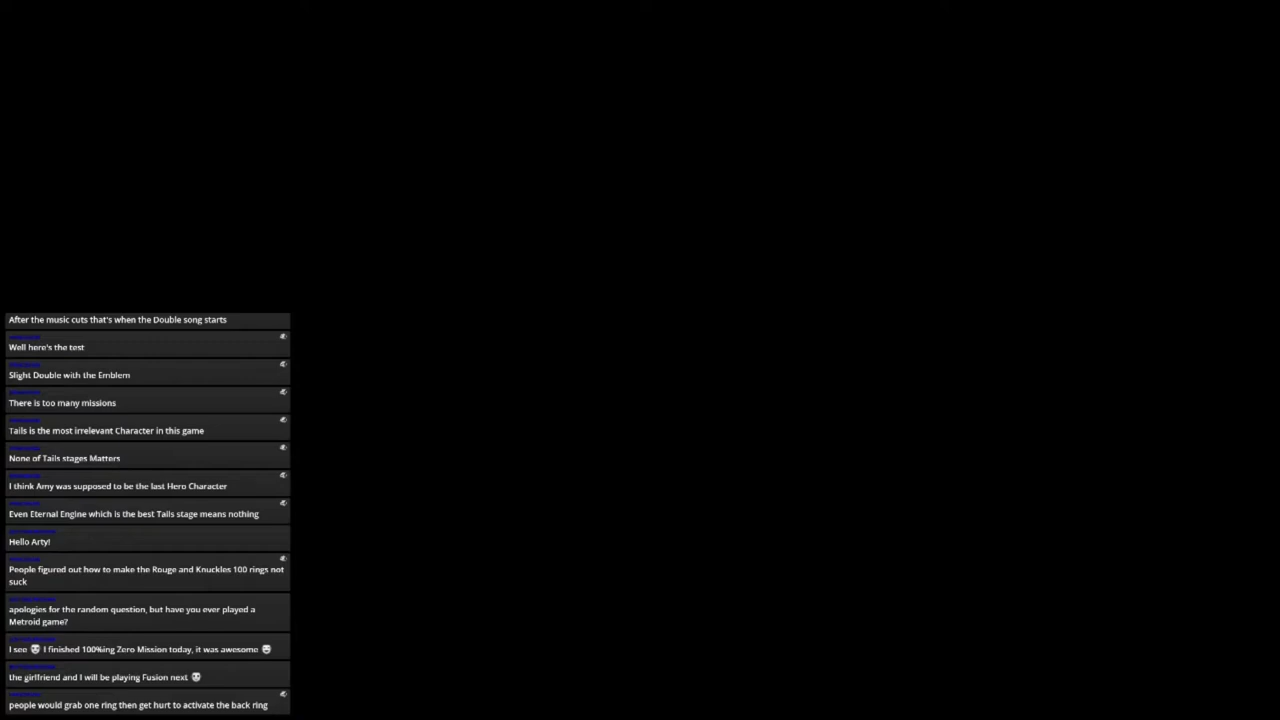 After the music cuts that's when the Double song starts
Well here's the test
Slight Double with the Emblem
There is too many missions
Tails is the most irrelevant Character in this game
None of Tails stages Matters
I think Amy was supposed to be the last Hero Character
Even Eternal Engine which is the best Tails stage means nothing
Hello Arty!
People figured out how to make the Rouge and Knuckles 100 rings not
suck
apologies for the random question, but have you ever played a
Metroid game?
I see I finished 100%ing Zero Mission today, it was awesome
the girlfriend and I will be playing Fusion next
people would grab one ring then get hurt to activate the back ring